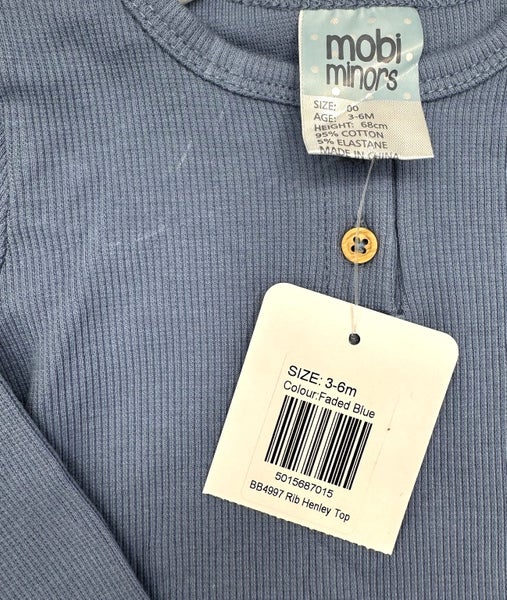 mobi
minors
SIZE: 00
AGE: 3-6M
HEIGHT: 68cm
95% COTTON
5% ELASTANE
MADE IN CHINA
SIZE: 3-6m
Colour:Faded Blue
5015687015
BB4997 Rib Henley Top